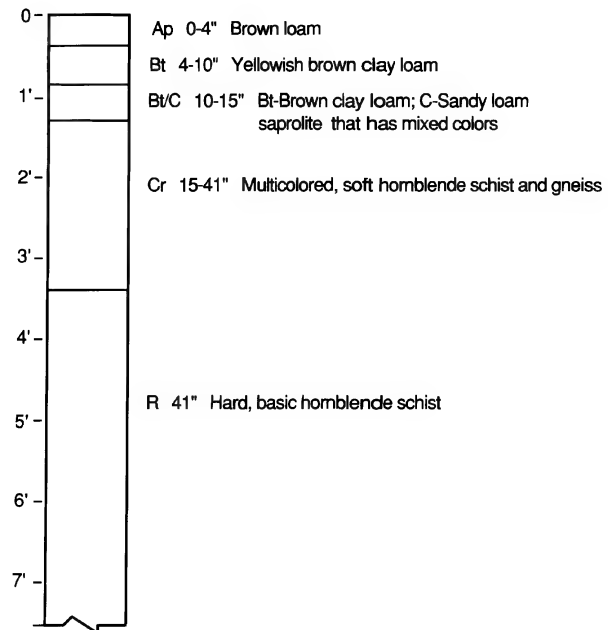 0-
Ap 0-4" Brown loam
Bt 4-10" Yellowish brown clay loam
1'-
Bt/C 10-15" Bt-Brown clay loam; C-Sandy loam
saprolite that has mixed colors
2'-
Cr 15-41" Multicolored, soft hornblende schist and gneiss
3'-
4'-
R 41" Hard, basic hornblende schist
5'-
6'-
7'-